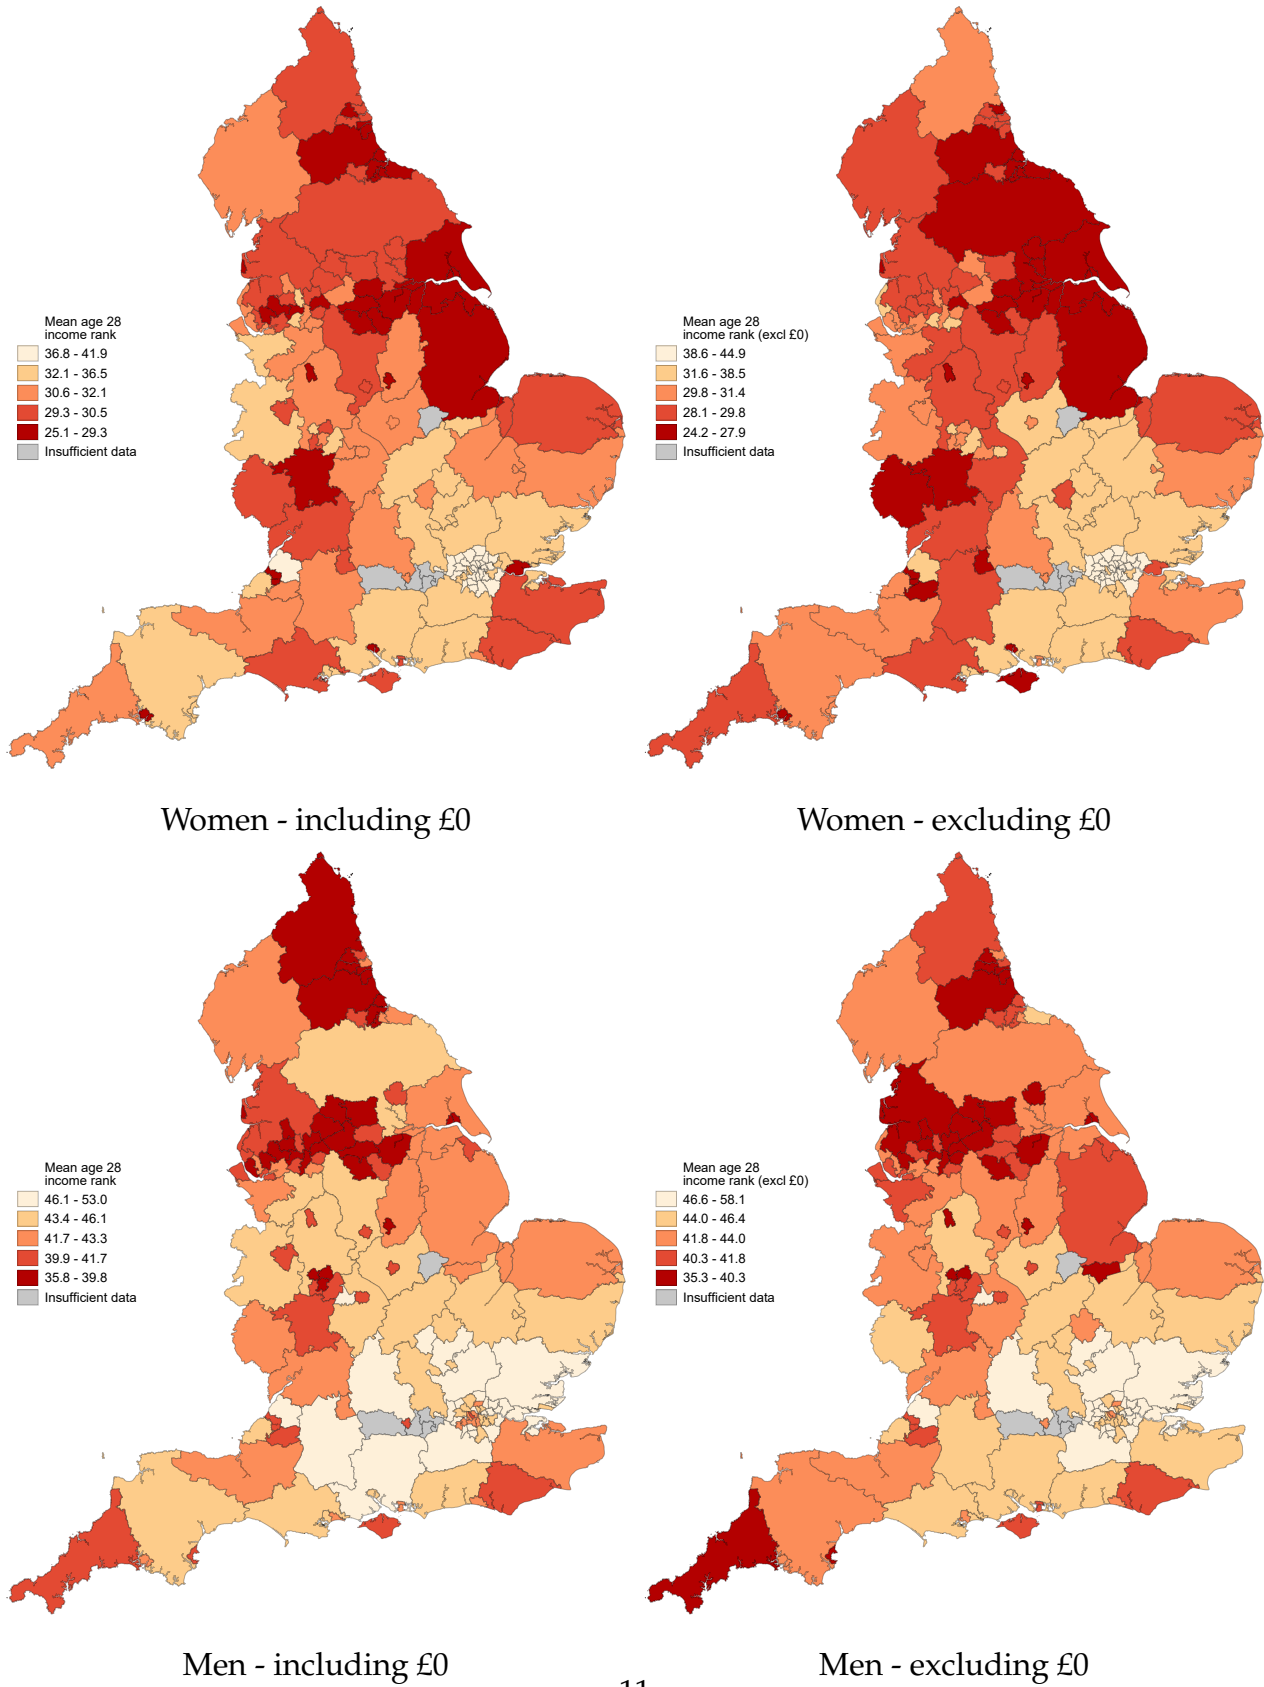 Mean age 28
income rank
36.8 - 41.9
32.1 - 36.5
30.6 - 32.1
29.3 - 30.5
25.1 - 29.3
Insufficient data
Mean age 28
income rank (excl £0)
38.6 - 44.9
31.6 - 38.5
29.8 - 31.4
28.1 - 29.8
24.2 - 27.9
Insufficient data
Women - including £0
Women - excluding £0
Mean age 28
income rank
46.1 - 53.0
43.4 - 46.1
41.7 - 43.3
39.9 - 41.7
35.8 - 39.8
Insufficient data
Mean age 28
income rank (excl £0)
46.6 - 58.1
44.0 - 46.4
41.8 - 44.0
40.3 - 41.8
35.3 - 40.3
Insufficient data
Men - including £0
Men - excluding £0
11